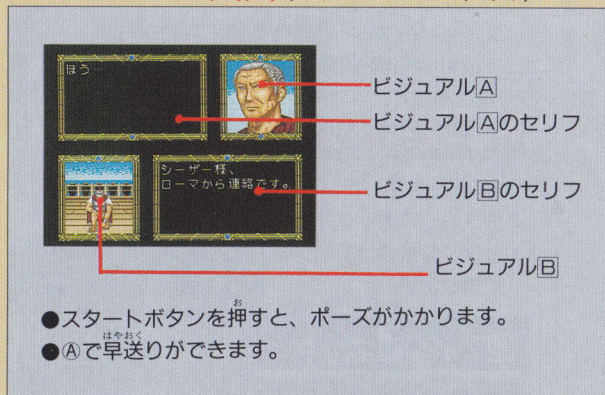 ほう…
ビジュアルA
ビジュアルAのセリフ
シーザー様、
ローマから連絡です。
ビジュアルBのセリフ
ビジュアルB
●スタートボタンを押すと、ポーズがかかります。
●Ⓐで早送りができます。